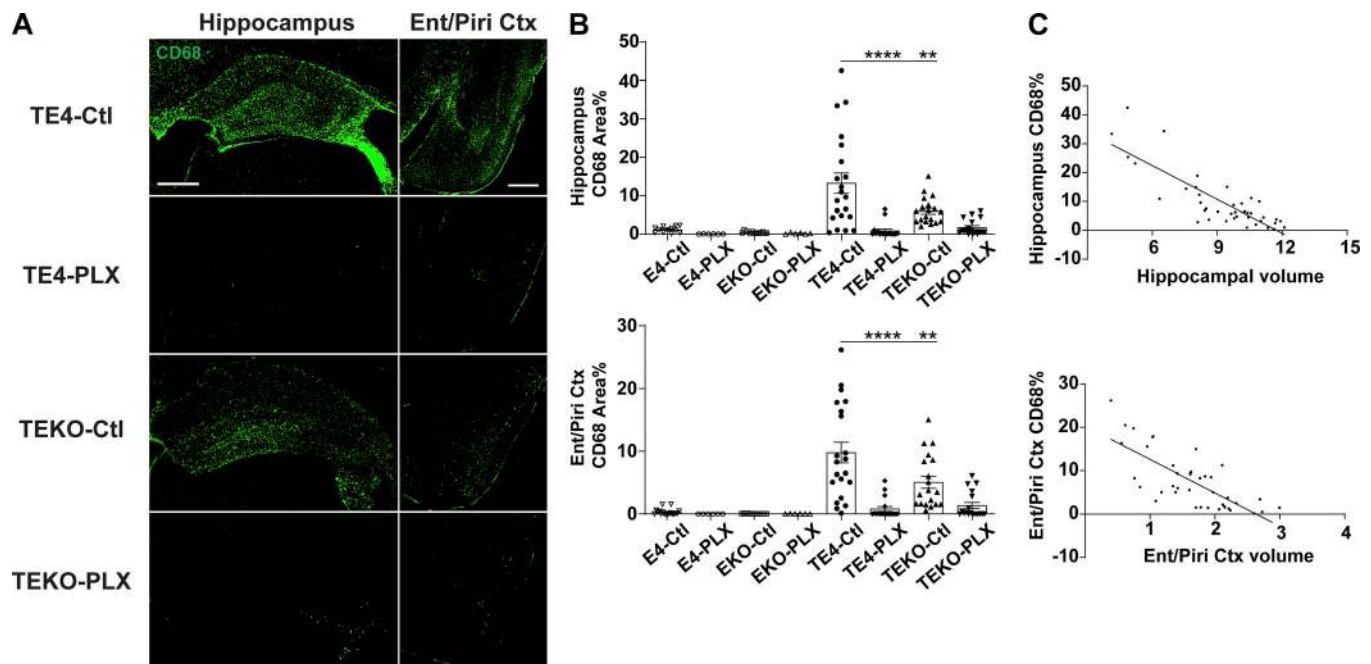 A
Hippocampus
Ent/Piri Ctx
CD68
TE4-Ctl
TE4-PLX
TEKO-Ctl
TEKO-PLX
B
Hippocampus
CD68 Area%
50
40
30
20
10
0
**** **
E4-Ctl
E4-PLX
EKO-Ctl
EKO-PLX
TE4-Ctl
TE4-PLX
TEKO-Ctl
TEKO-PLX
Ent/Piri Ctx
CD68 Area%
30
20
10
0
**** **
E4-Ctl
E4-PLX
EKO-Ctl
EKO-PLX
TE4-Ctl
TE4-PLX
TEKO-Ctl
TEKO-PLX
C
Hippocampus CD68%
50
40
30
20
10
0
-10
6 9 12 15
Hippocampal volume
Ent/Piri Ctx CD68%
30
20
10
0
-10
1 2 3 4
Ent/Piri Ctx volume